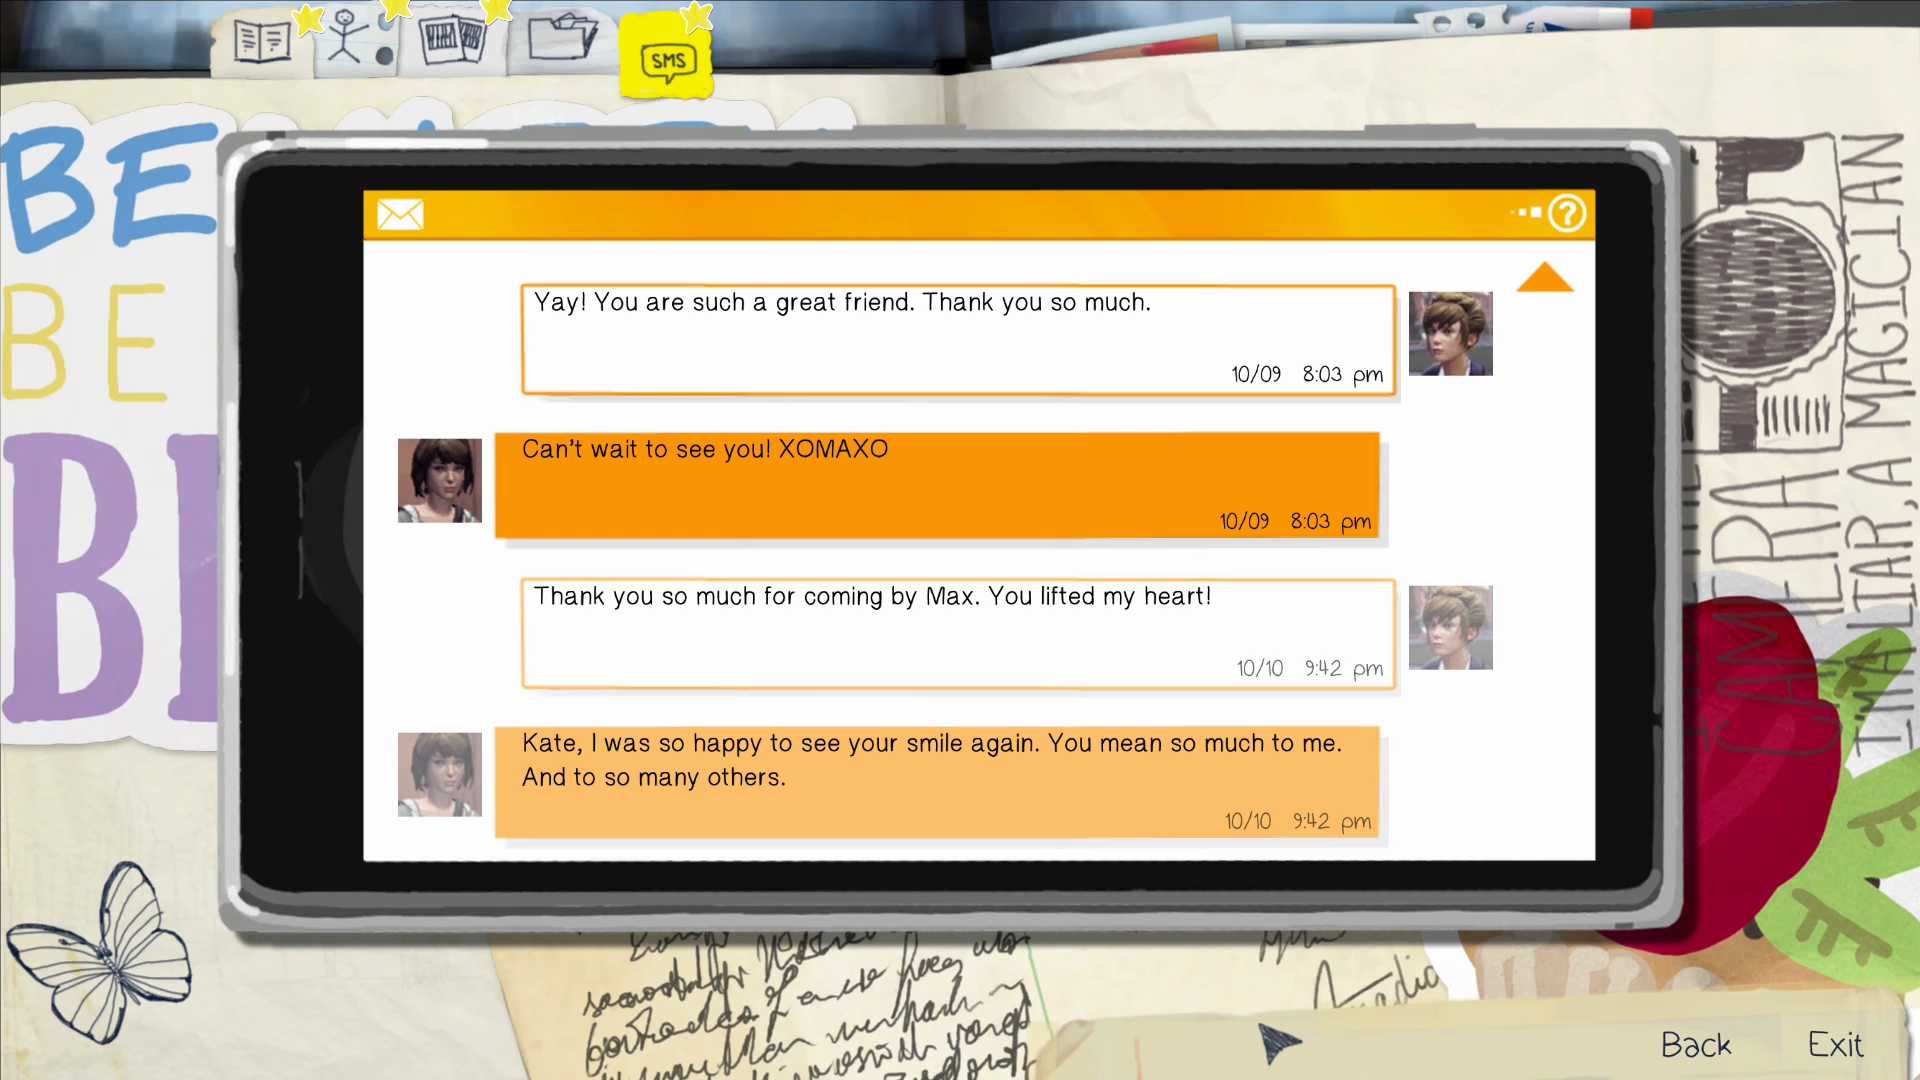 SMS
BE
BE
Yay! You are such a great friend. Thank you so much.
10/09 8:03 pm
Can't wait to see you! XOMAXO
10/09 8:03 pm
Thank you so much for coming by Max. You lifted my heart!
10/10 9:42 pm
Kate, I was so happy to see your smile again. You mean so much to me.
And to so many others.
10/10 9:42 pm
CAMERA
LIAR, A MAGICIAN
Back
Exit